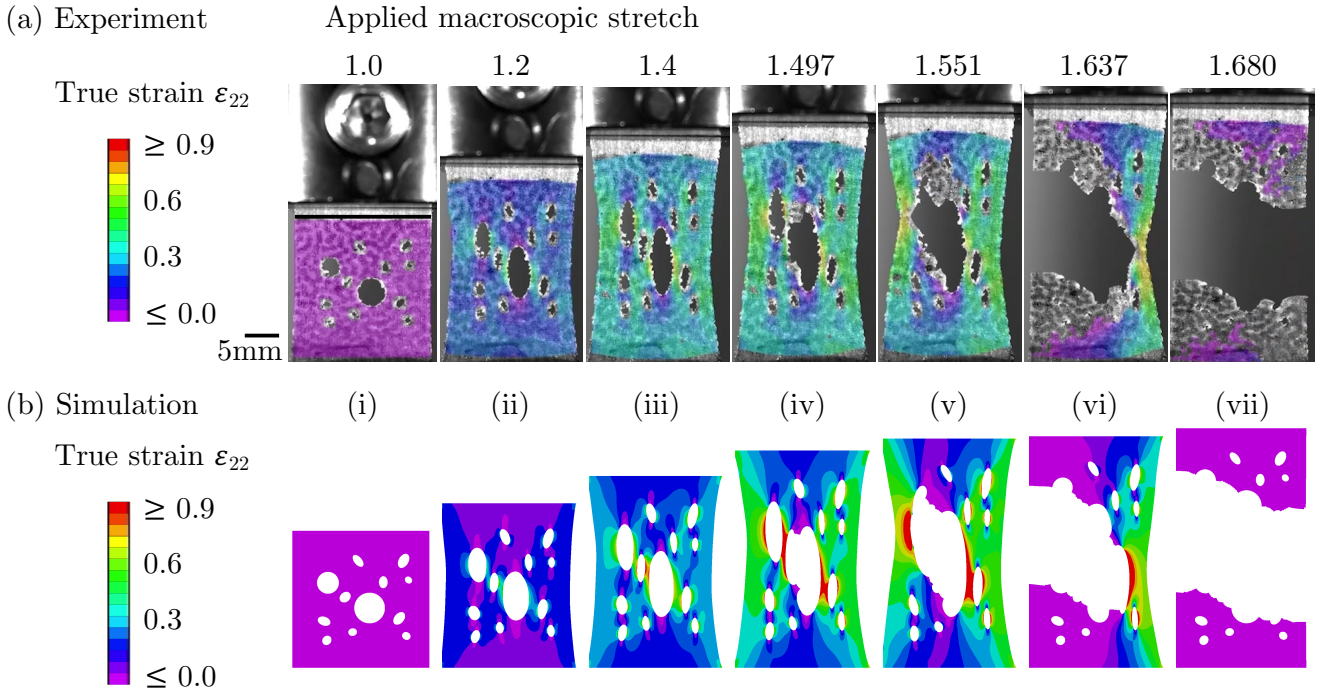 (a) Experiment
Applied macroscopic stretch
1.0 1.2 1.4 1.497 1.551 1.637 1.680
True strain ε22
≥ 0.9
0.6
0.3
≤ 0.0
5mm
(b) Simulation
(i) (ii) (iii) (iv) (v) (vi) (vii)
True strain ε22
≥ 0.9
0.6
0.3
≤ 0.0